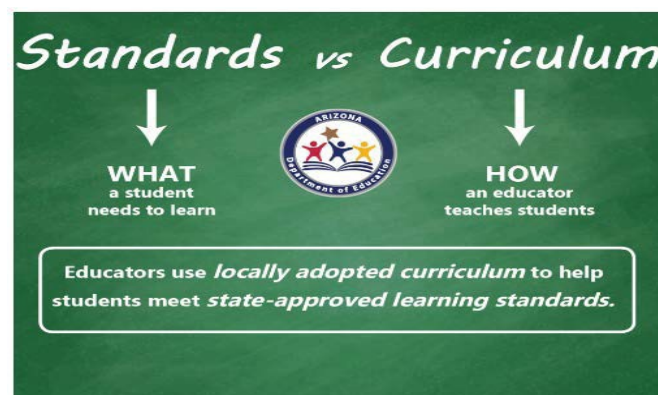 Standards vs Curriculum
ARIZONA
Department of Education
WHAT
a student
needs to learn
HOW
an educator
teaches students
Educators use locally adopted curriculum to help
students meet state-approved learning standards.